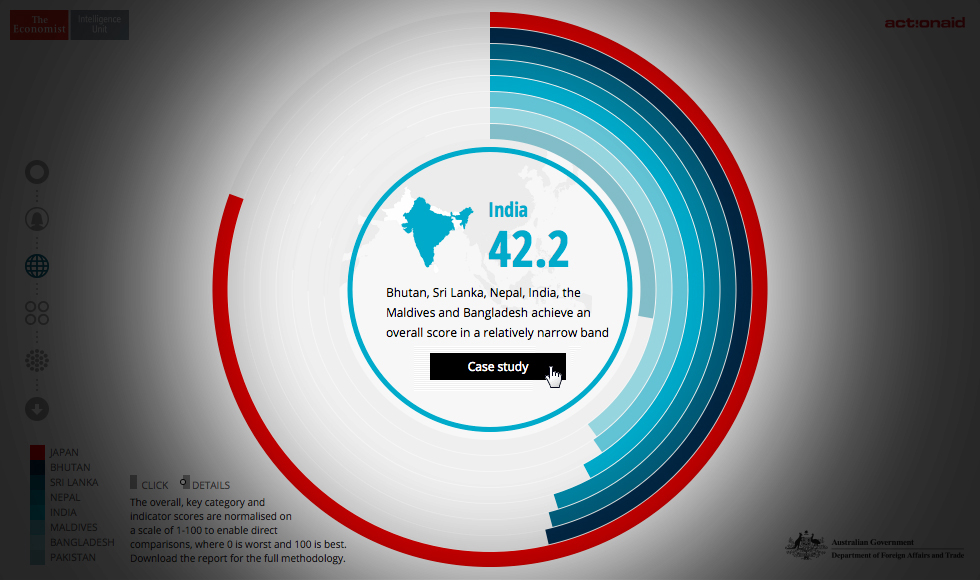 The
Economist
Intelligence
Unit
act!onaid
India
42.2
Bhutan, Sri Lanka, Nepal, India, the
Maldives and Bangladesh achieve an
overall score in a relatively narrow band
Case study
JAPAN
BHUTAN
SRI LANKA
NEPAL
INDIA
MALDIVES
BANGLADESH
PAKISTAN
CLICK DETAILS
The overall, key category and
indicator scores are normalised on
a scale of 1-100 to enable direct
comparisons, where 0 is worst and 100 is best.
Download the report for the full methodology.
Australian Government
Department of Foreign Affairs and Trade